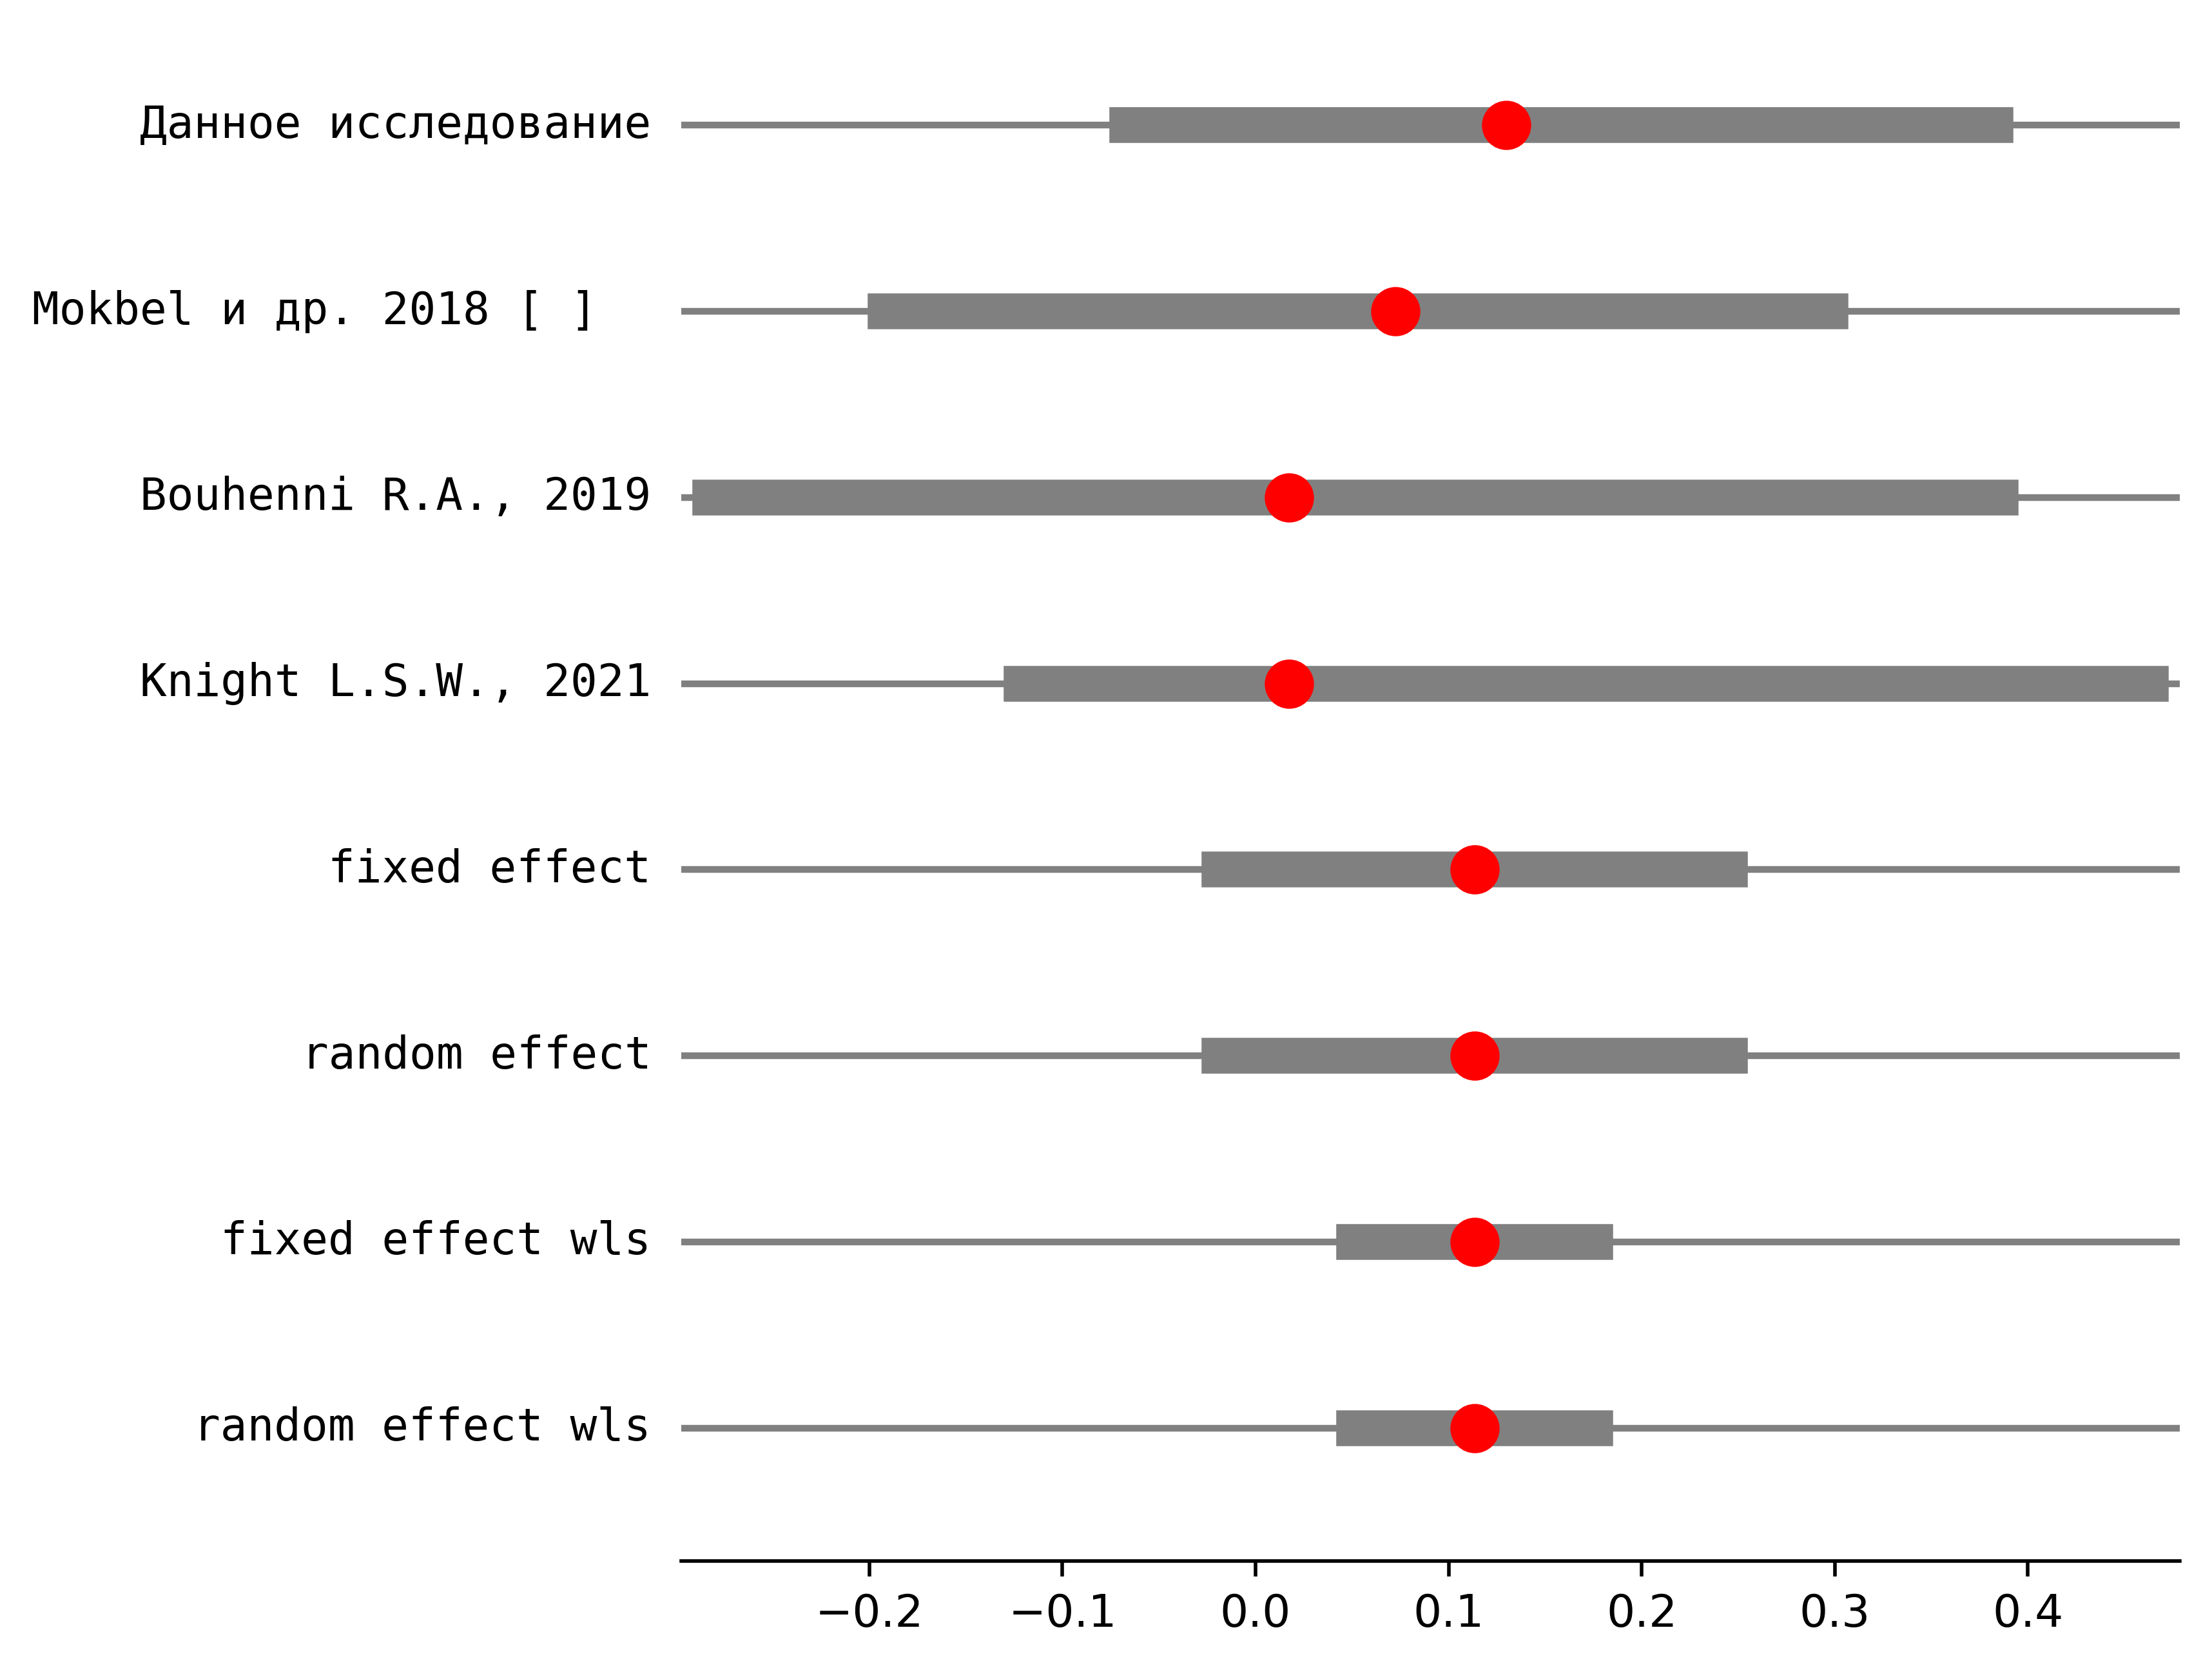 Данное исследование
Mokbel и др. 2018 [ ]
Bouhenni R.A., 2019
Knight L.S.W., 2021
fixed effect
random effect
fixed effect wls
random effect wls
−0.2 −0.1 0.0 0.1 0.2 0.3 0.4